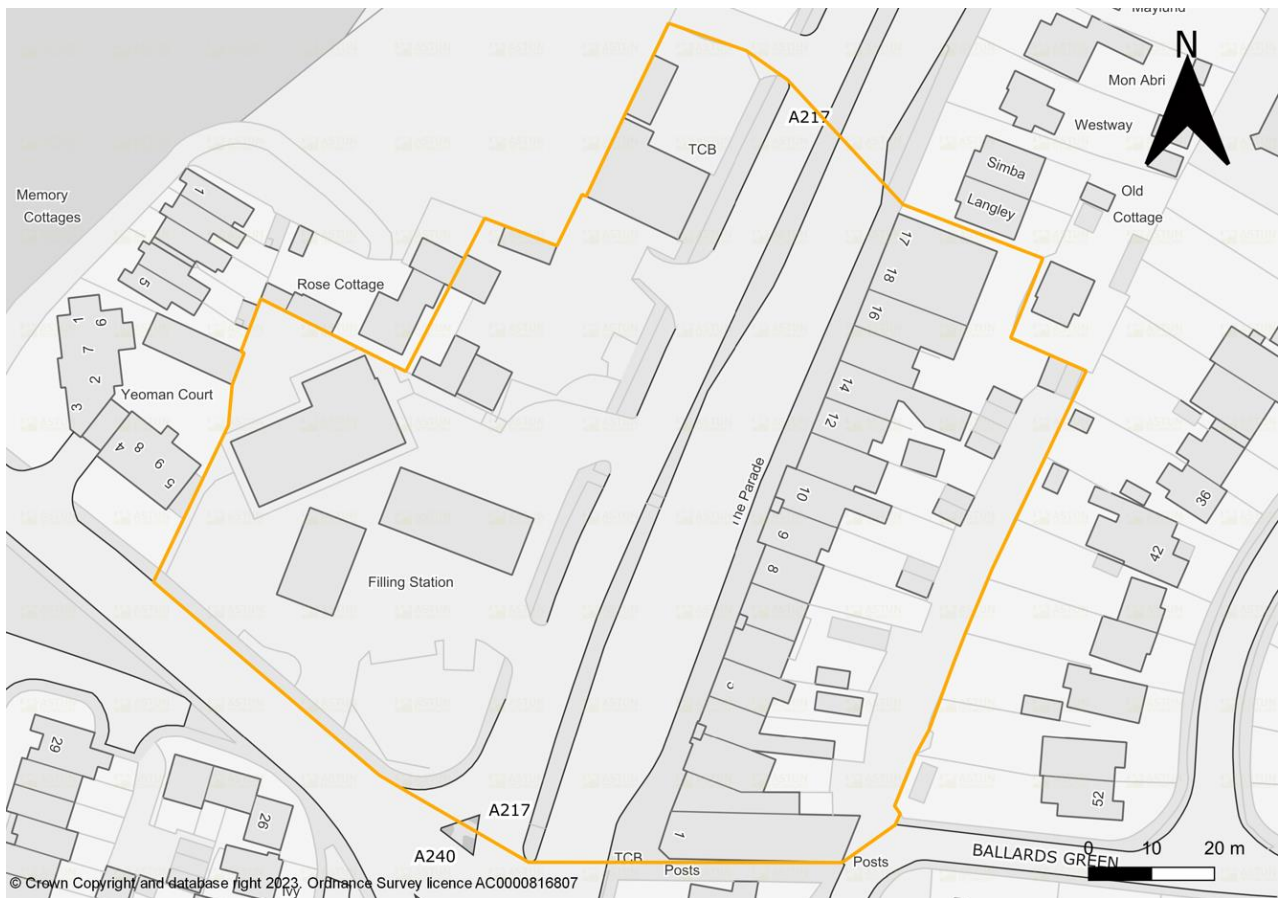 N
Mon Abri
A217
Westway
TCB
Simba
Old
Cottage
Langley
Memory
Cottages
1
17
18
Rose Cottage
5
16
1
6
7
2
14
Yeoman Court
3
12
4
8
9
5
The Parade
10
36
9
42
8
Filling Station
29
52
A217
26
1
A240
TCB
Posts
Posts
BALLARDS GREEN
0 10 20 m
© Crown Copyright and database right 2023. Ordnance Survey licence AC0000816807